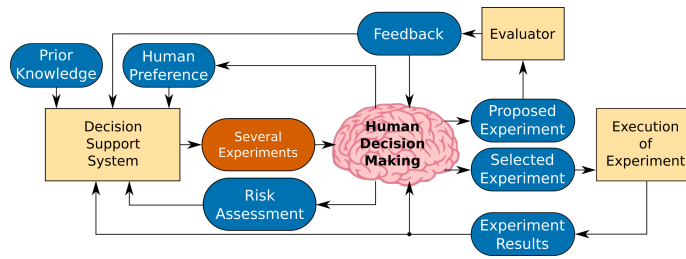 Feedback
Evaluator
Prior
Knowledge
Human
Preference
Decision
Support
System
Several
Experiments
Human
Decision
Making
Proposed
Experiment
Execution
of
Experiment
Selected
Experiment
Risk
Assessment
Experiment
Results